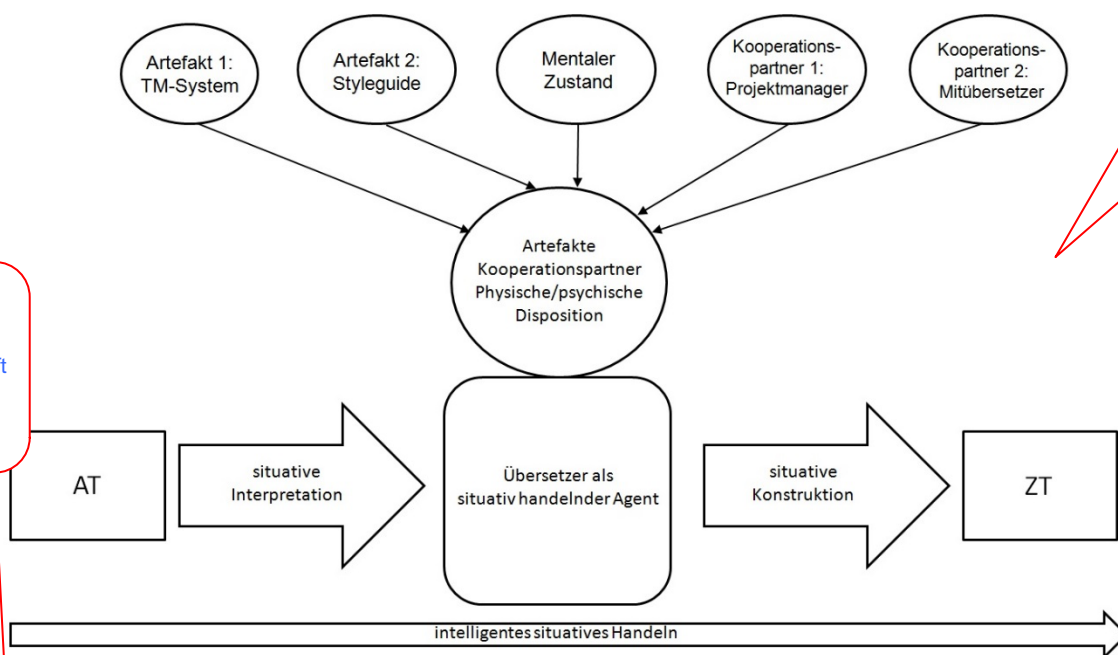 Artefakt 1:
TM-System
Artefakt 2:
Styleguide
Mentaler
Zustand
Kooperations-
partner 1:
Projektmanager
Kooperations-
partner 2:
Mitübersetzer
Artefakte
Kooperationspartner
Physische/psychische
Disposition
AT
situative
Interpretation
Übersetzer als
situativ handelnder Agent
situative
Konstruktion
ZT
intelligentes situatives Handeln